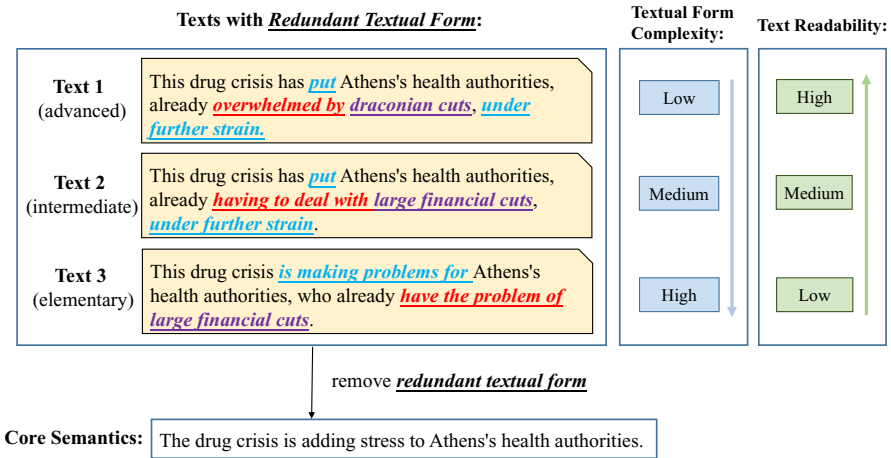 Texts with Redundant Textual Form:
Textual Form
Complexity:
Text Readability:
Text 1
(advanced)
This drug crisis has put Athens's health authorities,
already overwhelmed by draconian cuts, under
further strain.
Low
High
Text 2
(intermediate)
This drug crisis has put Athens's health authorities,
already having to deal with large financial cuts,
under further strain.
Medium
Medium
Text 3
(elementary)
This drug crisis is making problems for Athens's
health authorities, who already have the problem of
large financial cuts.
High
Low
remove redundant textual form
Core Semantics:
The drug crisis is adding stress to Athens's health authorities.